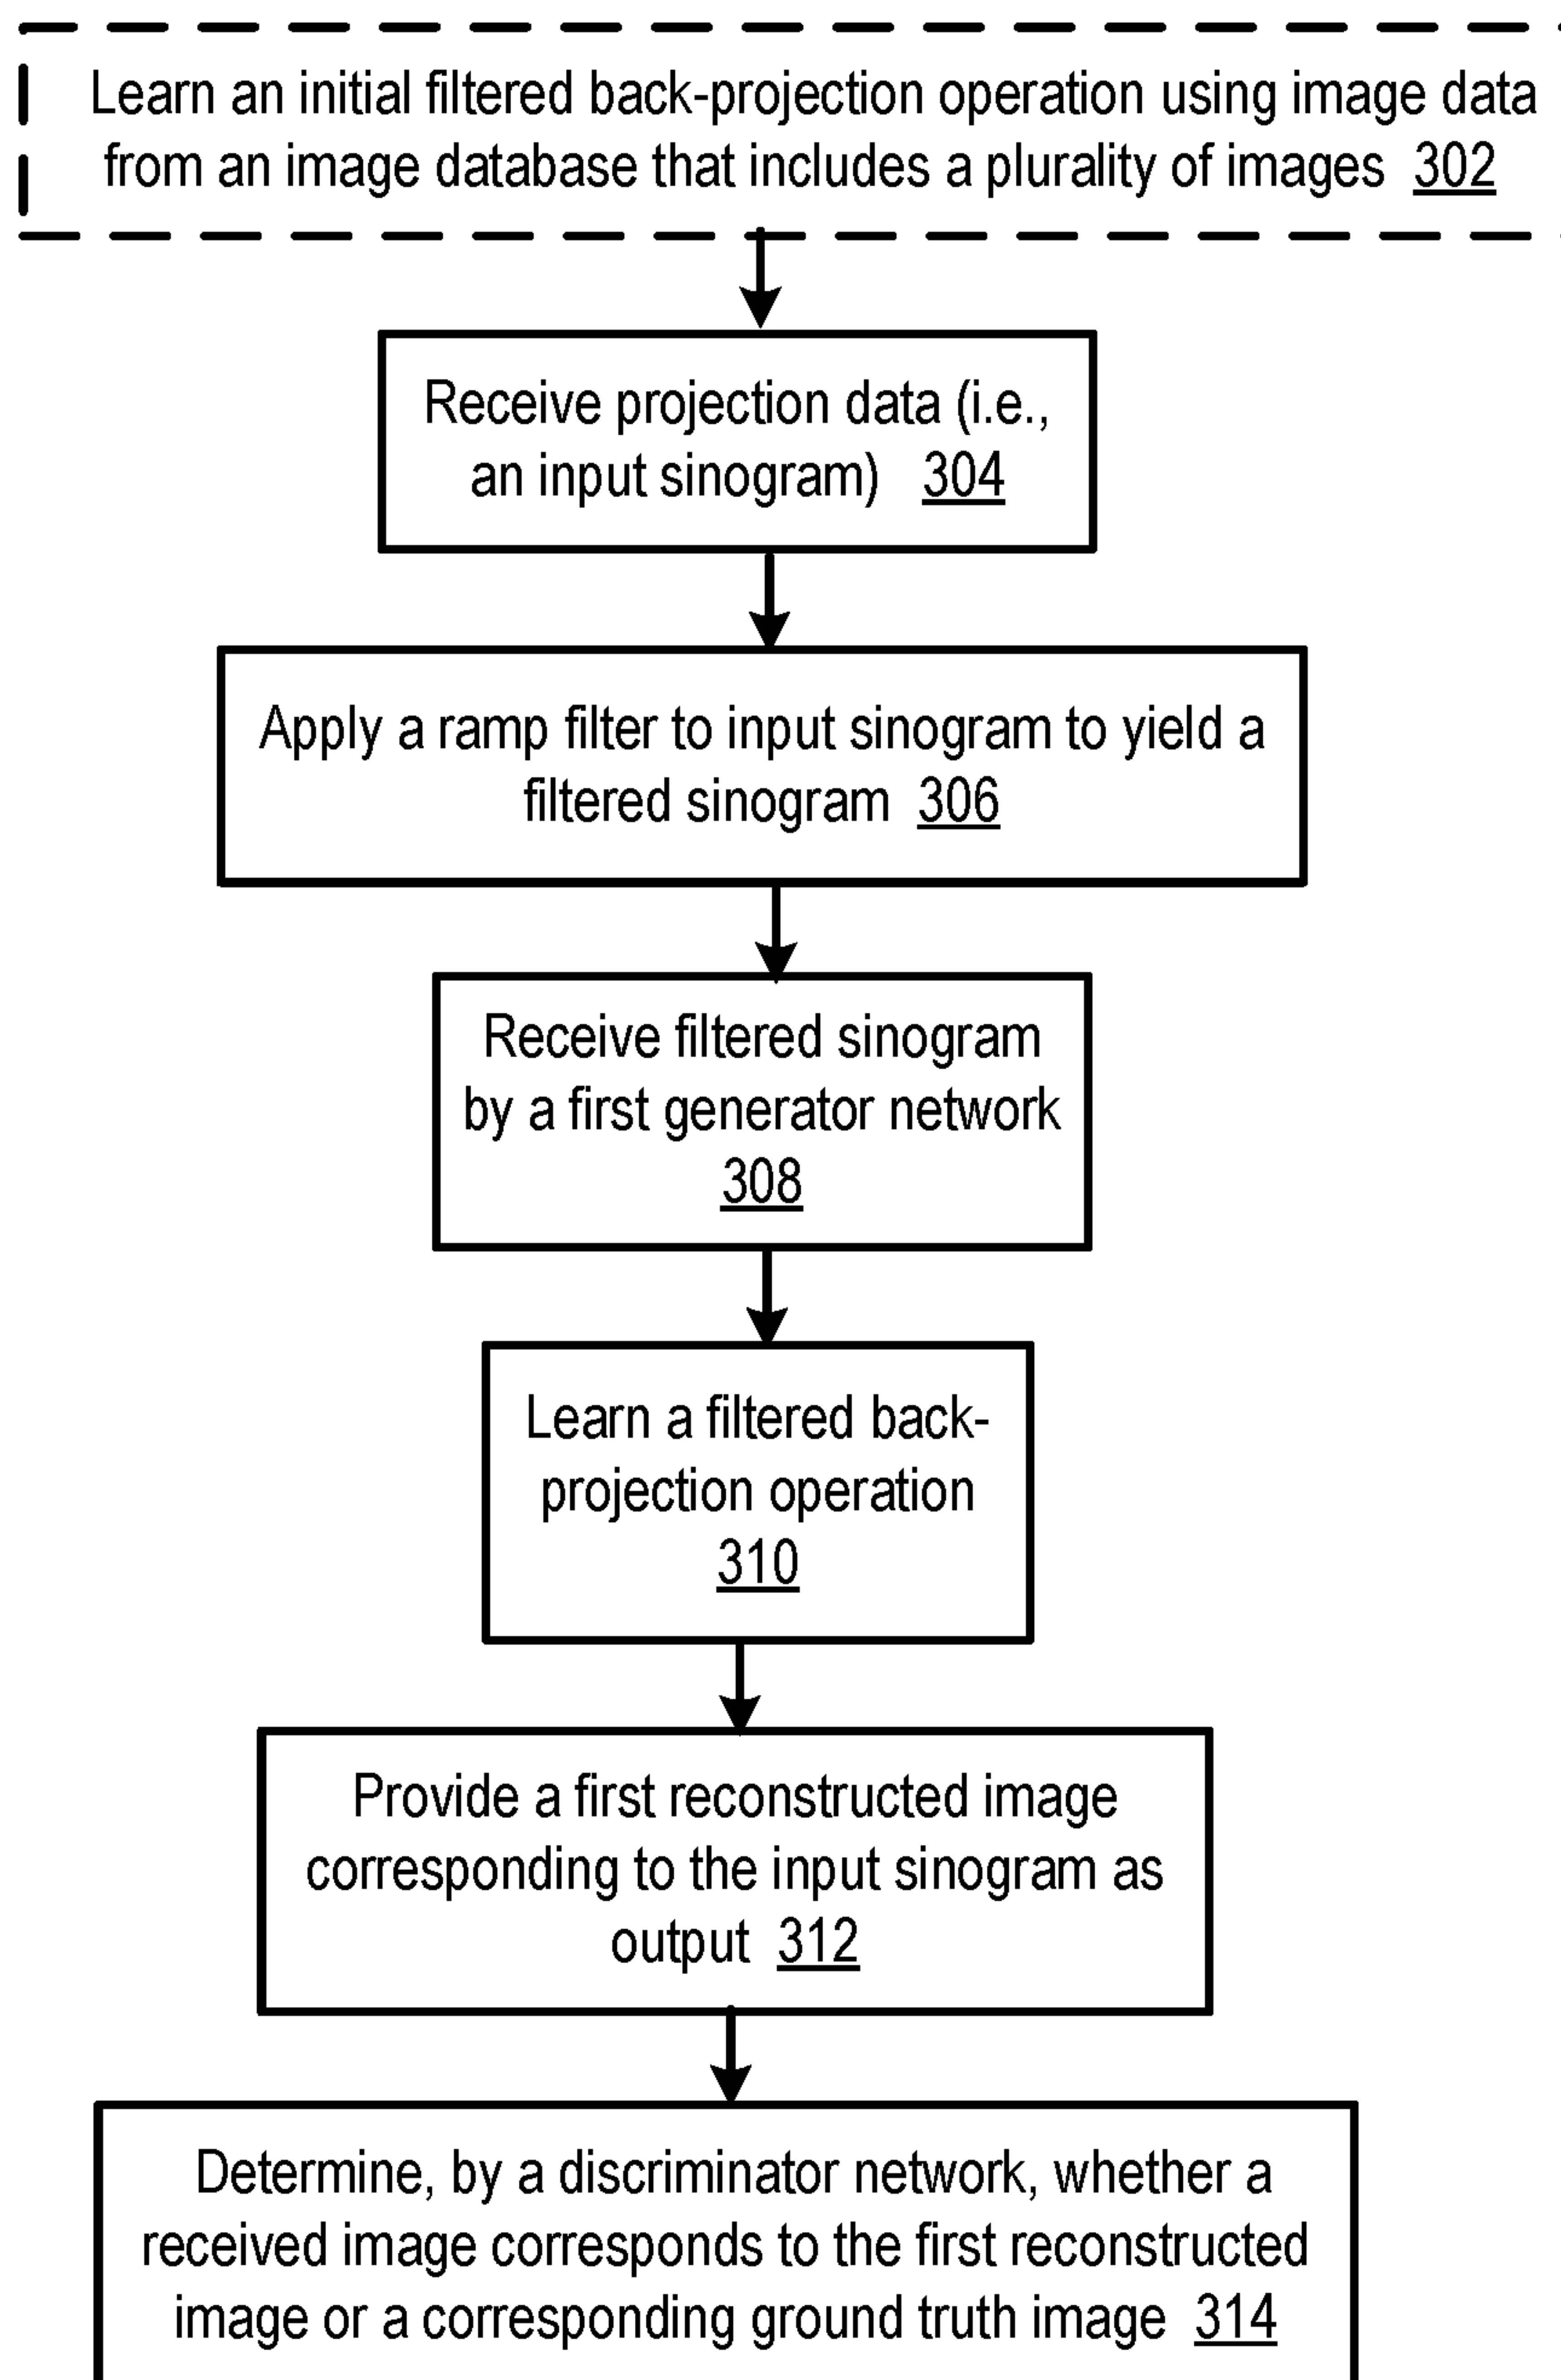 Learn an initial filtered back-projection operation using image data
from an image database that includes a plurality of images 302
Receive projection data (i.e.,
an input sinogram) 304
Apply a ramp filter to input sinogram to yield a
filtered sinogram 306
Receive filtered sinogram
by a first generator network
308
Learn a filtered back-
projection operation
310
Provide a first reconstructed image
corresponding to the input sinogram as
output 312
Determine, by a discriminator network, whether a
received image corresponds to the first reconstructed
image or a corresponding ground truth image 314